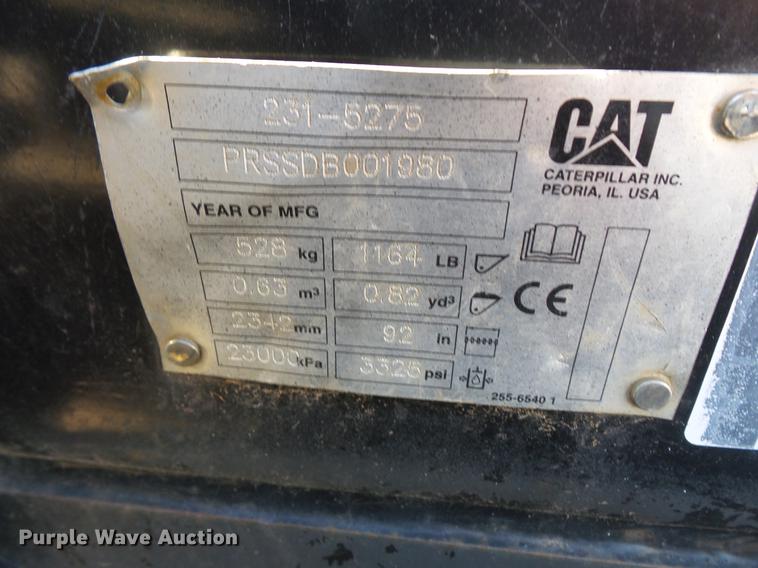 231-5275
CAT
PRSSDB001980
CATERPILLAR INC.
PEORIA, IL. USA
YEAR OF MFG
528 kg 1164 LB
0.63 m³ 0.82 yd³
CE
2342 mm 92 in
23000 kPa 3325 psi
255-6540 1
Purple Wave Auction